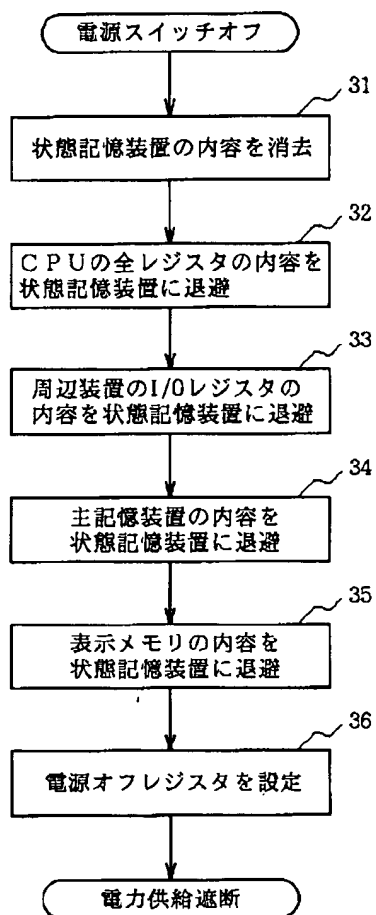 電源スイッチオフ
31
状態記憶装置の内容を消去
32
CPUの全レジスタの内容を
状態記憶装置に退避
33
周辺装置のI/Oレジスタの
内容を状態記憶装置に退避
34
主記憶装置の内容を
状態記憶装置に退避
35
表示メモリの内容を
状態記憶装置に退避
36
電源オフレジスタを設定
電力供給遮断